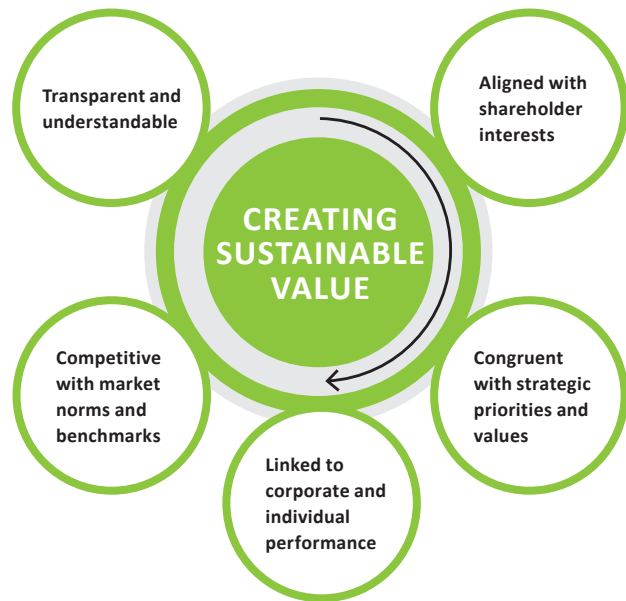 Transparent and
understandable
Aligned with
shareholder
interests
CREATING
SUSTAINABLE
VALUE
Competitive
with market
norms and
benchmarks
Congruent
with strategic
priorities and
values
Linked to
corporate and
individual
performance